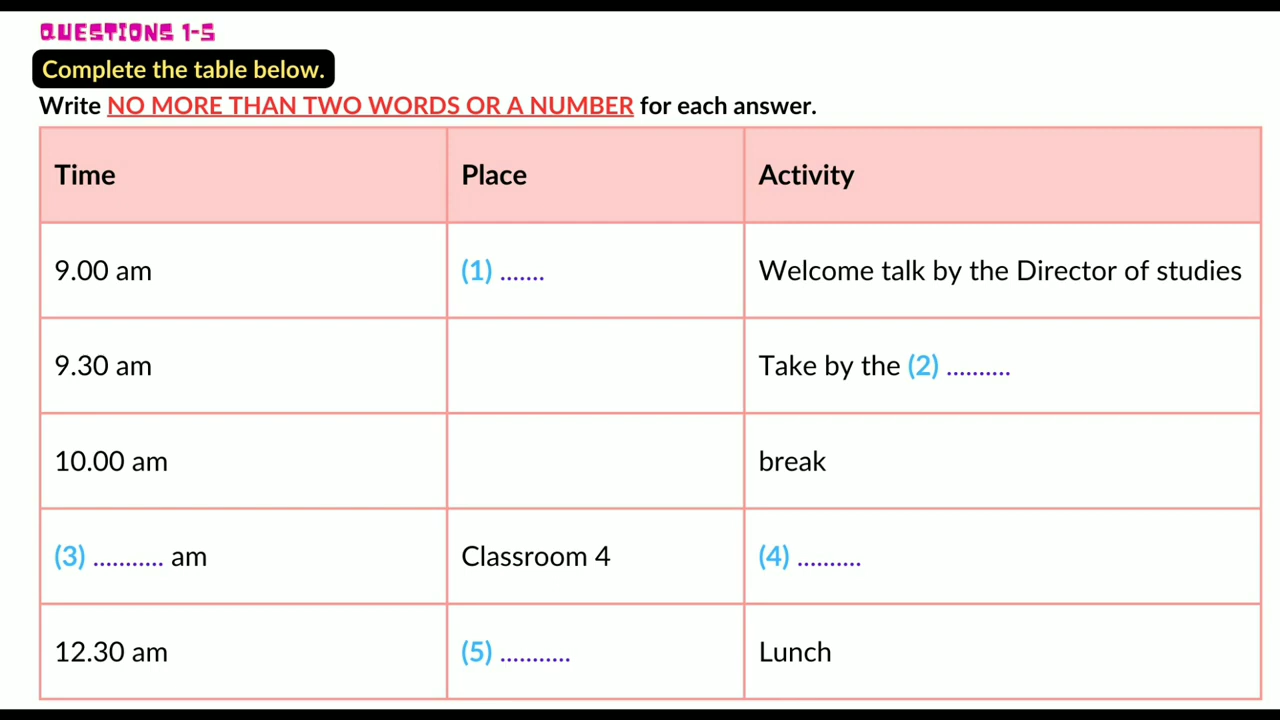 QUESTIONS 1-5
Complete the table below.
Write NO MORE THAN TWO WORDS OR A NUMBER for each answer.
Time Place Activity
9.00 am (1) ....... Welcome talk by the Director of studies
9.30 am Take by the (2) ..........
10.00 am break
(3) ........... am Classroom 4 (4) ..........
12.30 am (5) ........... Lunch